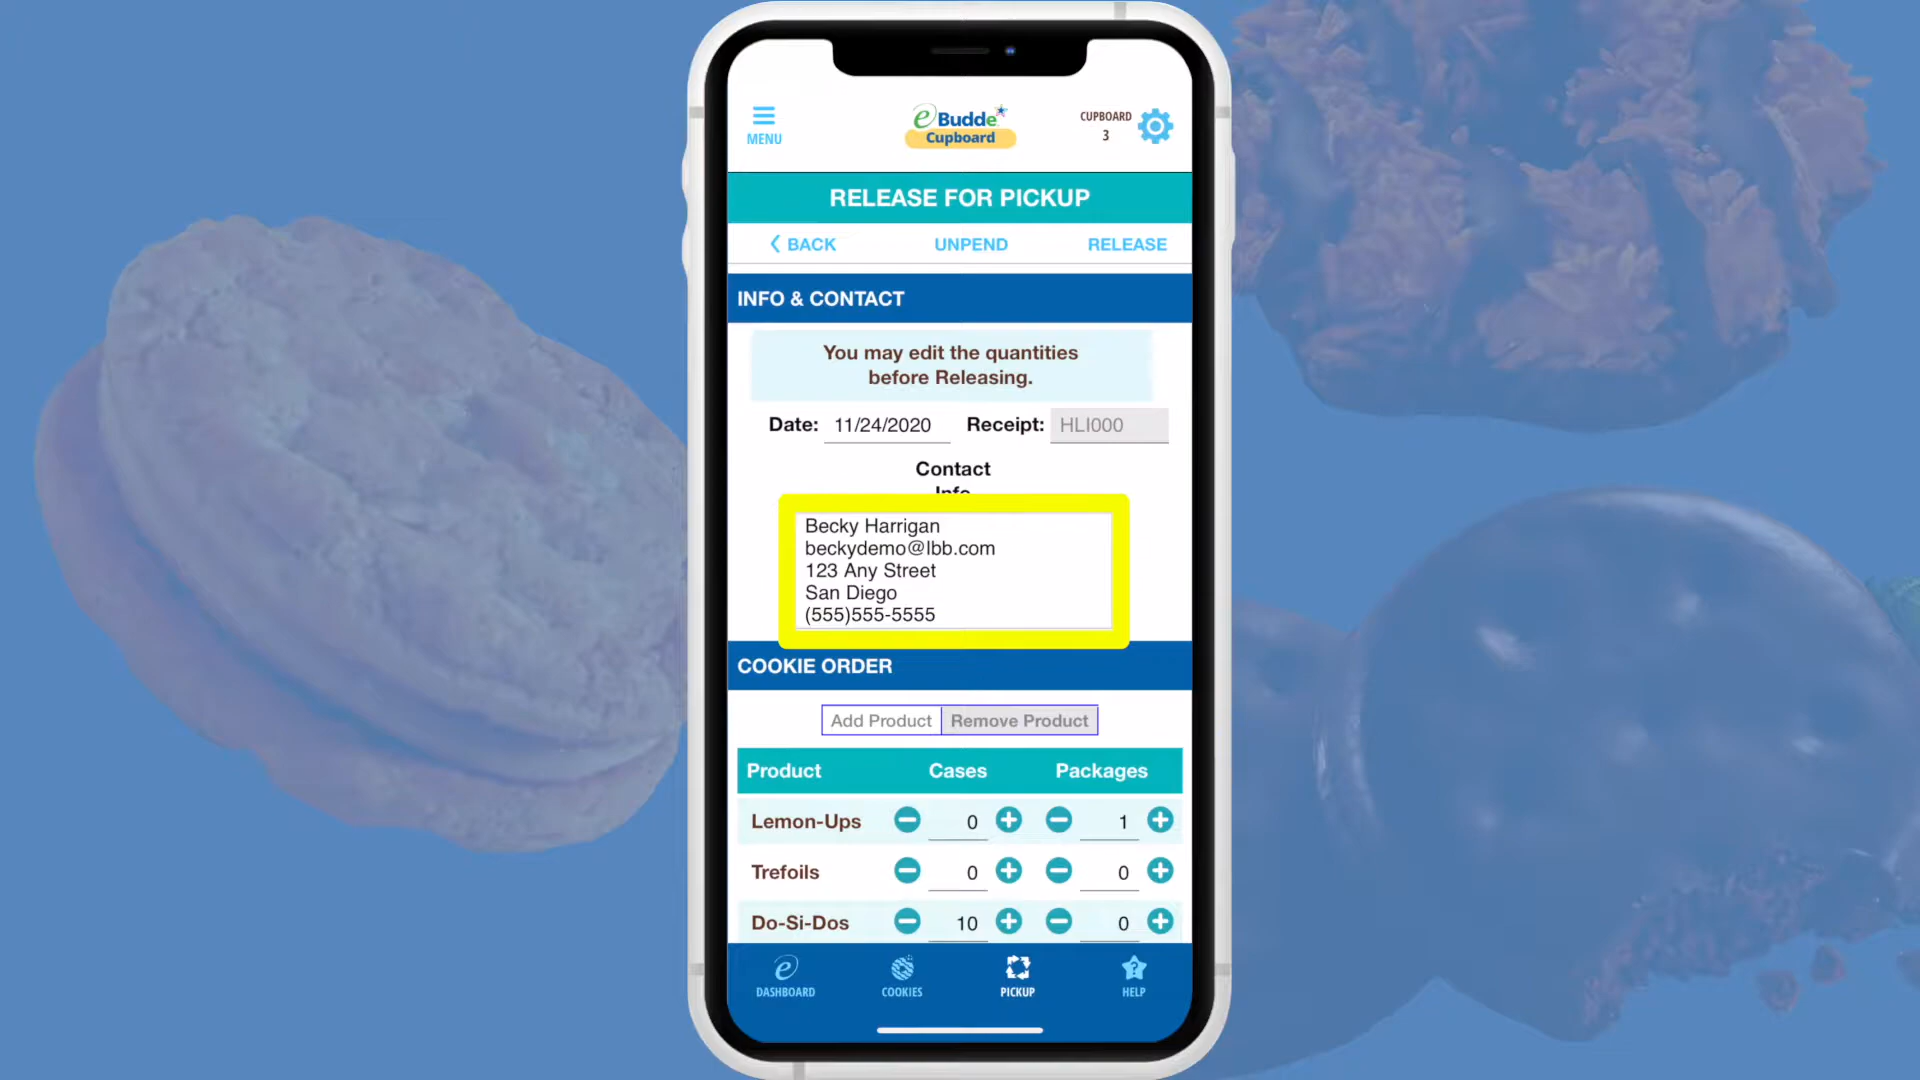 MENU
e Budde
Cupboard
CUPBOARD
3
RELEASE FOR PICKUP
BACK UNPEND RELEASE
INFO & CONTACT
You may edit the quantities
before Releasing.
Date: 11/24/2020 Receipt: HLI000
Contact
Info
Becky Harrigan
beckydemo@lbb.com
123 Any Street
San Diego
(555)555-5555
COOKIE ORDER
Add Product Remove Product
Product Cases Packages
Lemon-Ups 0 1
Trefoils 0 0
Do-Si-Dos 10 0
DASHBOARD COOKIES PICKUP HELP